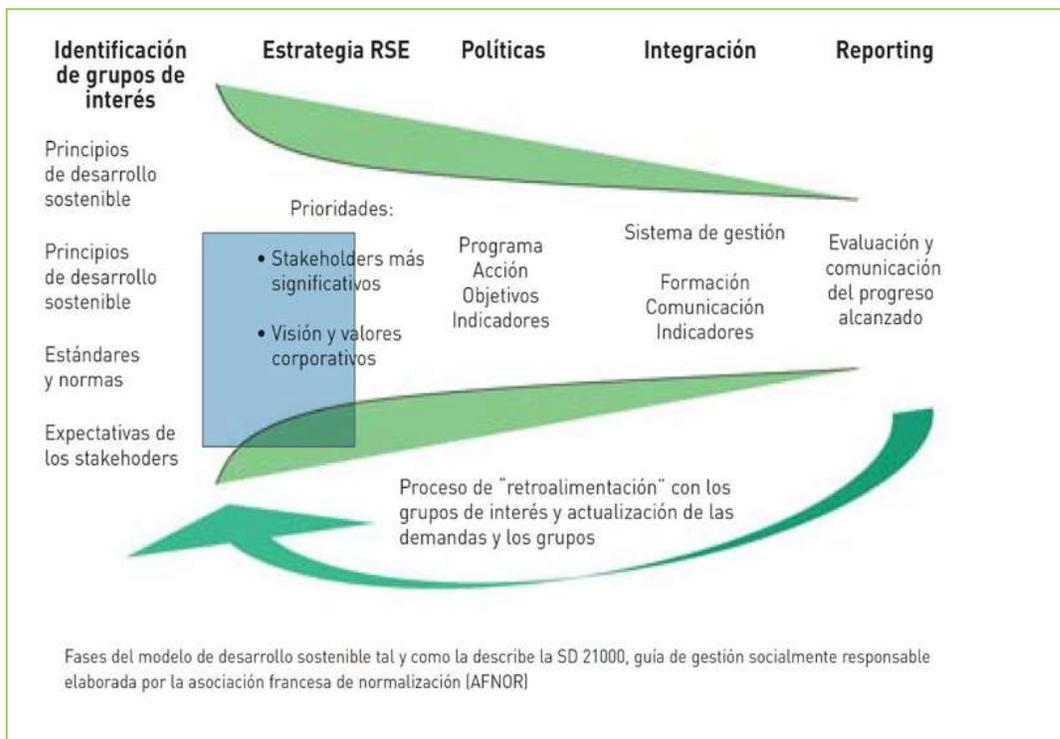 Identificación
de grupos de
interés
Principios
de desarrollo
sostenible
Principios
de desarrollo
sostenible
Estándares
y normas
Expectativas de
los stakehoders
Estrategia RSE
Prioridades:
• Stakeholders más
significativos
• Visión y valores
corporativos
Políticas
Programa
Acción
Objetivos
Indicadores
Integración
Sistema de gestión
Formación
Comunicación
Indicadores
Reporting
Evaluación y
comunicación
del progreso
alcanzado
Proceso de "retroalimentación" con los
grupos de interés y actualización de las
demandas y los grupos
Fases del modelo de desarrollo sostenible tal y como la describe la SD 21000, guía de gestión socialmente responsable
elaborada por la asociación francesa de normalización (AFNOR)